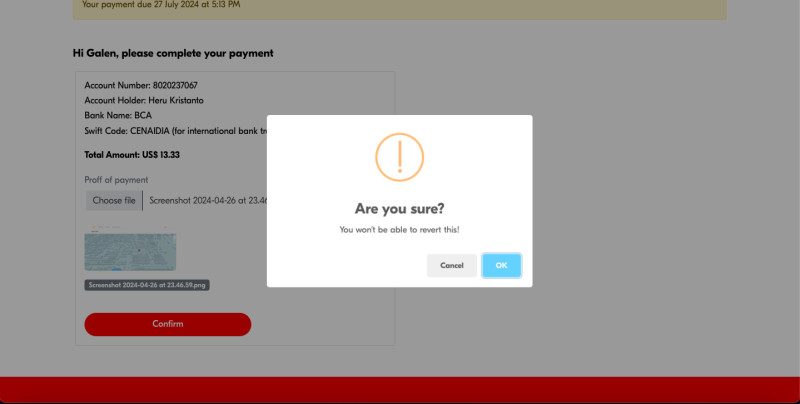 Your payment due 27 July 2024 at 5:13 PM
Hi Galen, please complete your payment
Account Number: 8020237067
Account Holder: Heru Kristanto
Bank Name: BCA
Swift Code: CENAIDIA (for international bank tr
Total Amount: US$ 13.33
Proff of payment
Choose file Screenshot 2024-04-26 at 23.46
Screenshot 2024-04-26 at 23.46.59.png
Confirm
Are you sure?
You won't be able to revert this!
Cancel OK